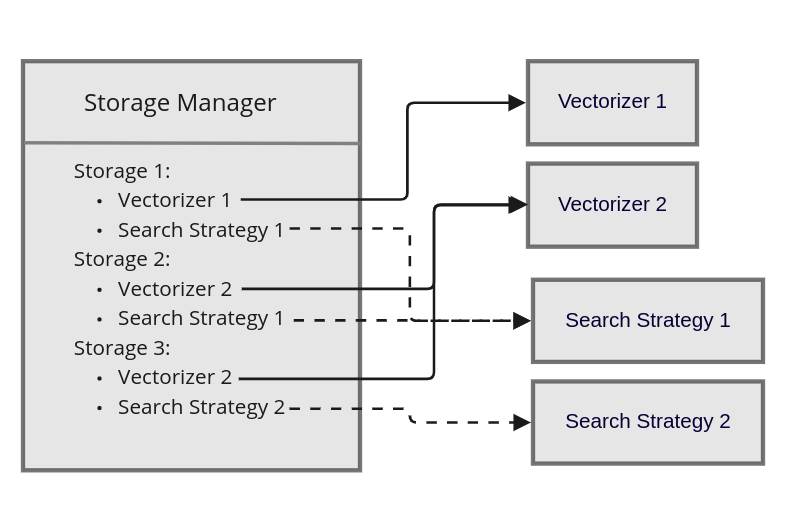 Storage Manager
Storage 1:
• Vectorizer 1
• Search Strategy 1
Storage 2:
• Vectorizer 2
• Search Strategy 1
Storage 3:
• Vectorizer 2
• Search Strategy 2
Vectorizer 1
Vectorizer 2
Search Strategy 1
Search Strategy 2